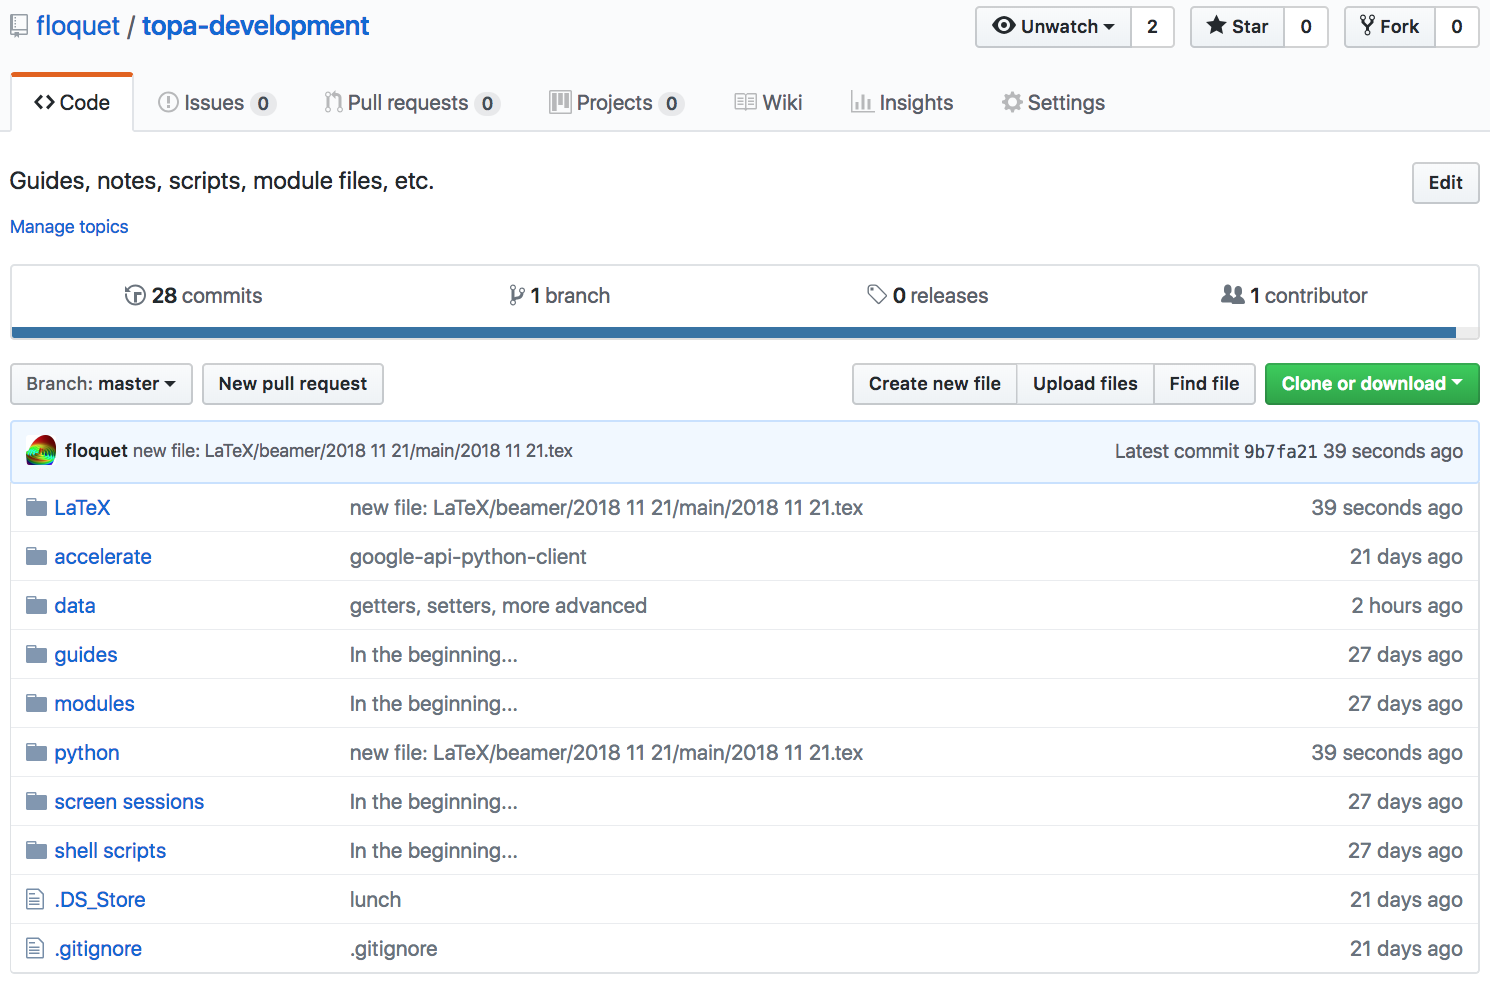 floquet / topa-development
Unwatch 2 Star 0 Fork 0
Code Issues 0 Pull requests 0 Projects 0 Wiki Insights Settings
Guides, notes, scripts, module files, etc. Edit
Manage topics
28 commits 1 branch 0 releases 1 contributor
Branch: master New pull request Create new file Upload files Find file Clone or download
floquet new file: LaTeX/beamer/2018 11 21/main/2018 11 21.tex Latest commit 9b7fa21 39 seconds ago
LaTeX new file: LaTeX/beamer/2018 11 21/main/2018 11 21.tex 39 seconds ago
accelerate google-api-python-client 21 days ago
data getters, setters, more advanced 2 hours ago
guides In the beginning... 27 days ago
modules In the beginning... 27 days ago
python new file: LaTeX/beamer/2018 11 21/main/2018 11 21.tex 39 seconds ago
screen sessions In the beginning... 27 days ago
shell scripts In the beginning... 27 days ago
.DS_Store lunch 21 days ago
.gitignore .gitignore 21 days ago